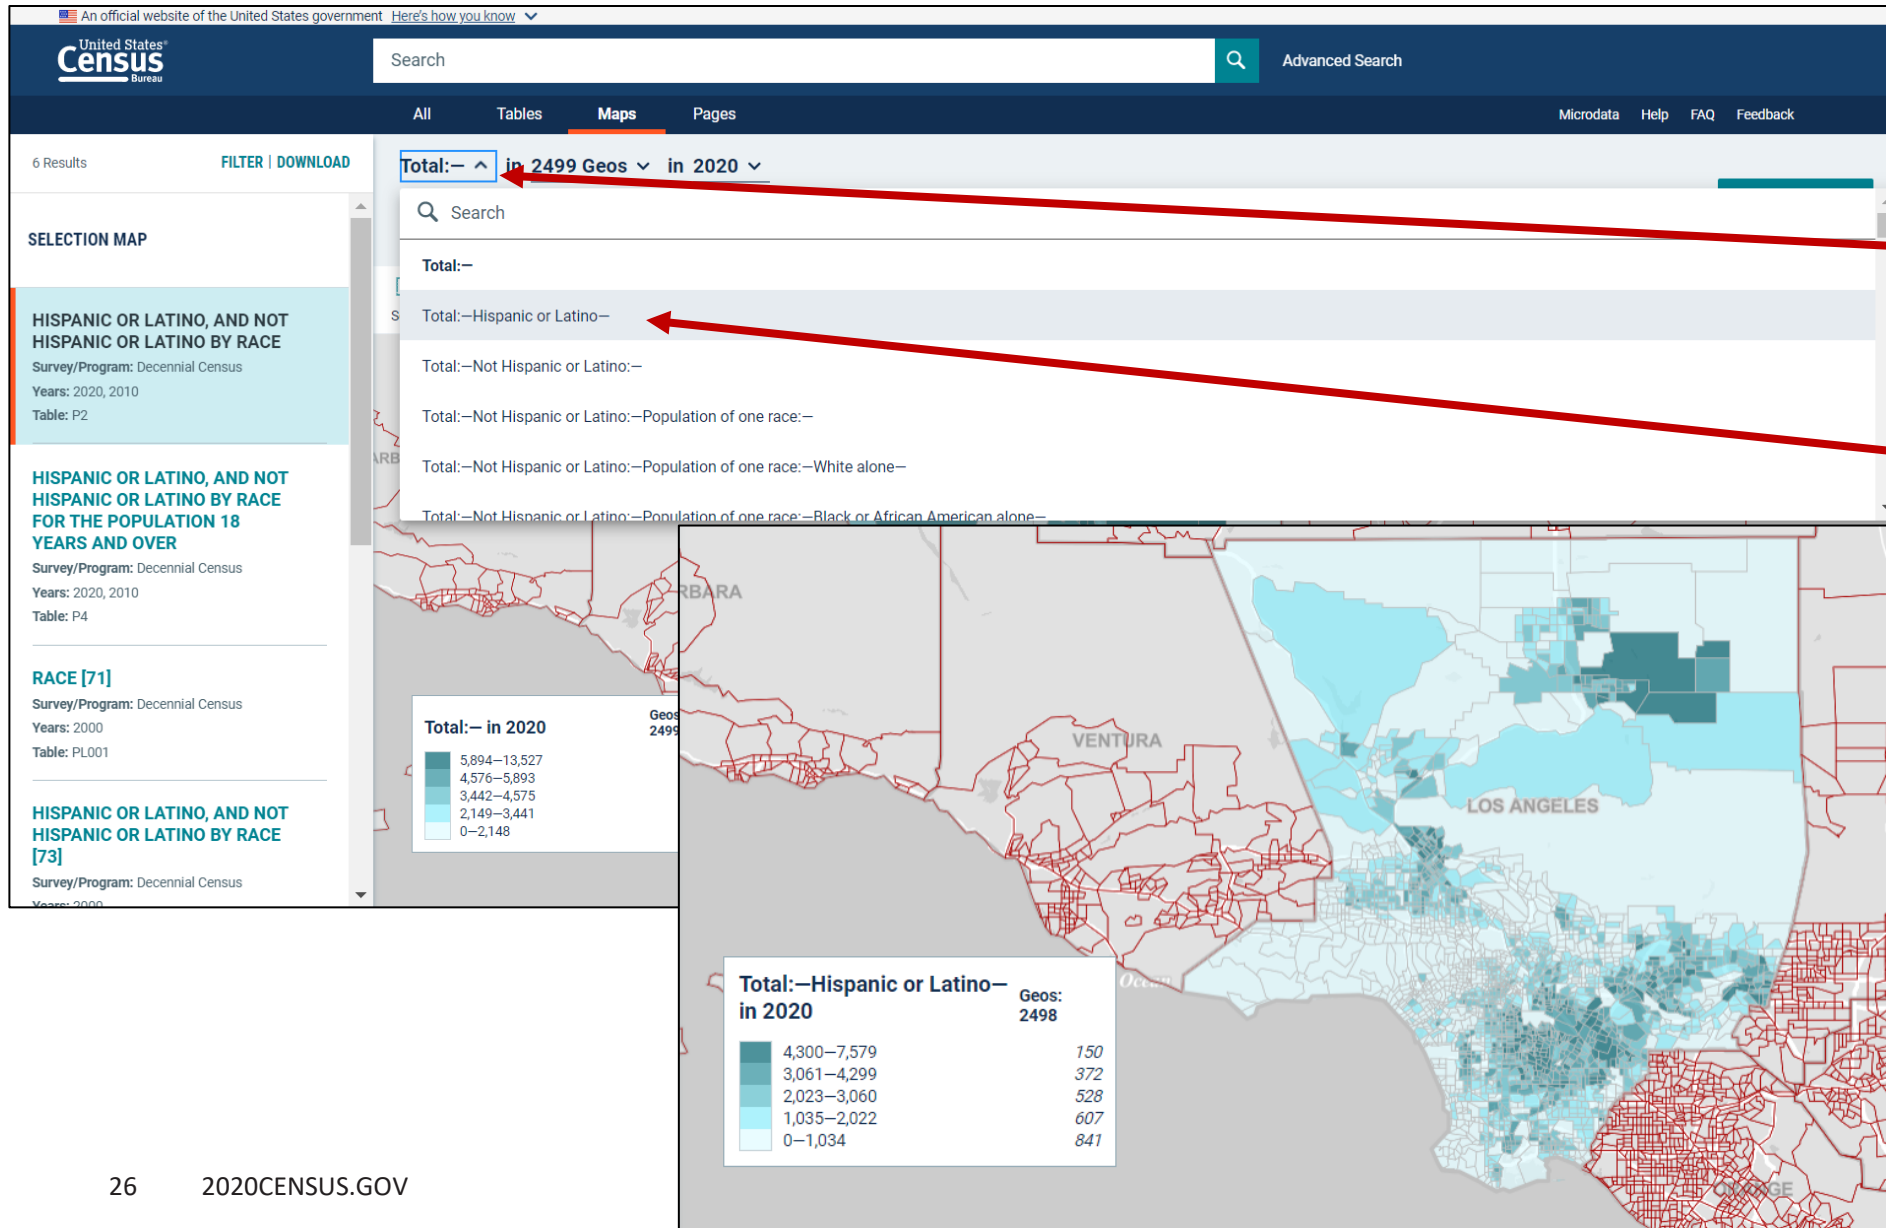 An official website of the United States government Here's how you know
United States®
Census
Bureau
Search
Advanced Search
All Tables Maps Pages
Microdata Help FAQ Feedback
6 Results FILTER | DOWNLOAD
SELECTION MAP
HISPANIC OR LATINO, AND NOT
HISPANIC OR LATINO BY RACE
Survey/Program: Decennial Census
Years: 2020, 2010
Table: P2
HISPANIC OR LATINO, AND NOT
HISPANIC OR LATINO BY RACE
FOR THE POPULATION 18
YEARS AND OVER
Survey/Program: Decennial Census
Years: 2020, 2010
Table: P4
RACE [71]
Survey/Program: Decennial Census
Years: 2000
Table: PL001
HISPANIC OR LATINO, AND NOT
HISPANIC OR LATINO BY RACE
[73]
Survey/Program: Decennial Census
Years: 2000
Total:— in 2499 Geos in 2020
Search
Total:—
Total:—Hispanic or Latino—
Total:—Not Hispanic or Latino:—
Total:—Not Hispanic or Latino:—Population of one race:—
Total:—Not Hispanic or Latino:—Population of one race:—White alone—
Total:—Not Hispanic or Latino:—Population of one race:—Black or African American alone—
S
ARB
Total:— in 2020
Geos
2499
5,894—13,527
4,576—5,893
3,442—4,575
2,149—3,441
0—2,148
RBARA
VENTURA
LOS ANGELES
Ocean
ORANGE
Total:—Hispanic or Latino—
in 2020
Geos:
2498
4,300—7,579 150
3,061—4,299 372
2,023—3,060 528
1,035—2,022 607
0—1,034 841
26 2020CENSUS.GOV